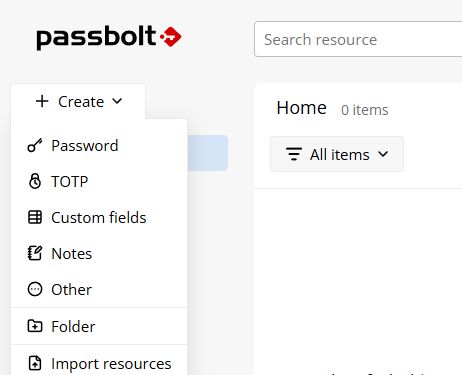 passbolt
Search resource
Create
Home 0 items
All items
Password
TOTP
Custom fields
Notes
Other
Folder
Import resources